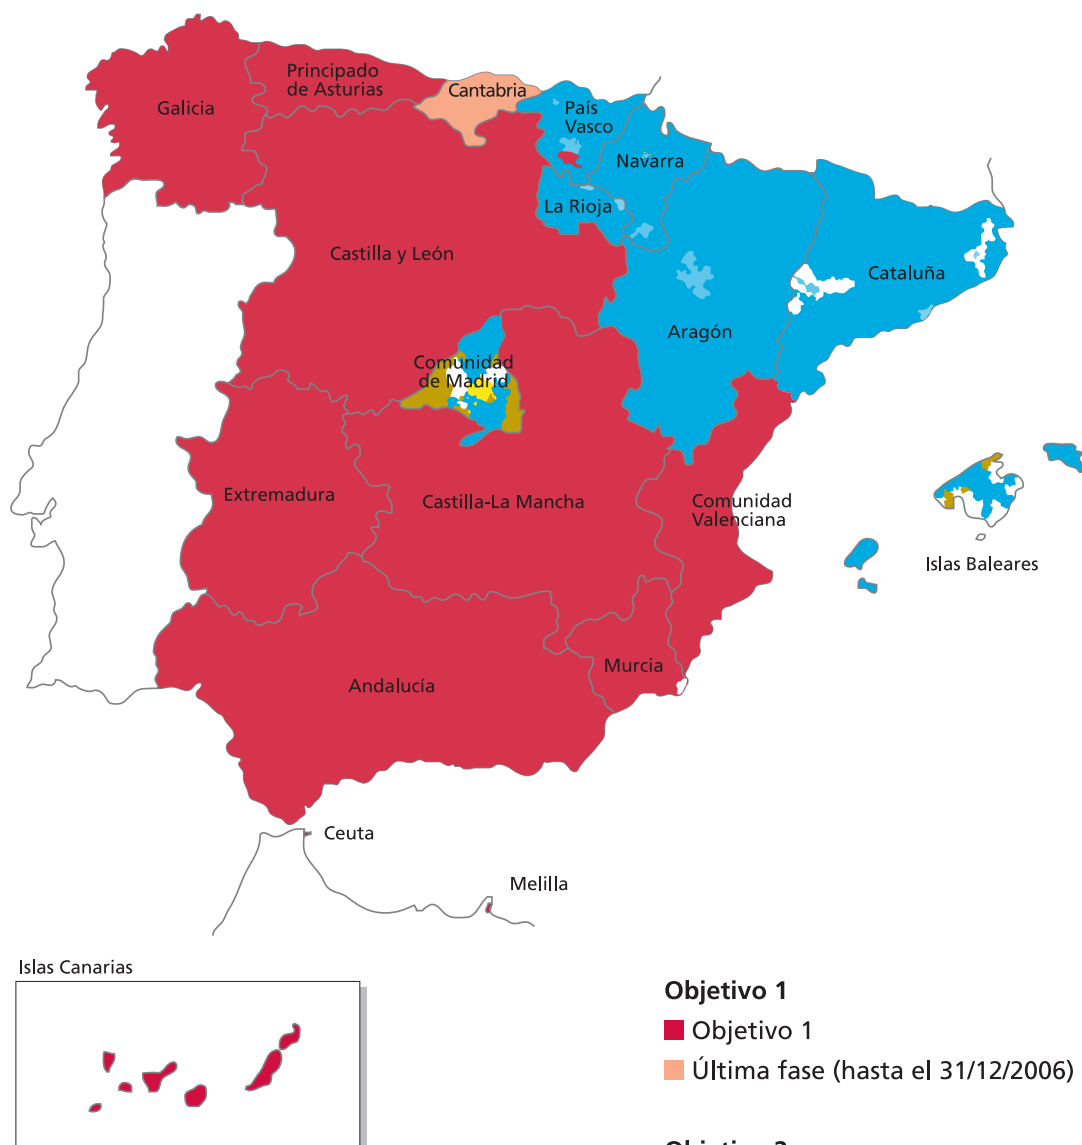 Principado
de Asturias
Cantabria
Galicia
País
Vasco
Navarra
La Rioja
Castilla y León
Cataluña
Aragón
Comunidad
de Madrid
Extremadura
Castilla-La Mancha
Comunidad
Valenciana
Islas Baleares
Murcia
Andalucía
Ceuta
Melilla
Islas Canarias
Objetivo 1
Objetivo 1
Última fase (hasta el 31/12/2006)